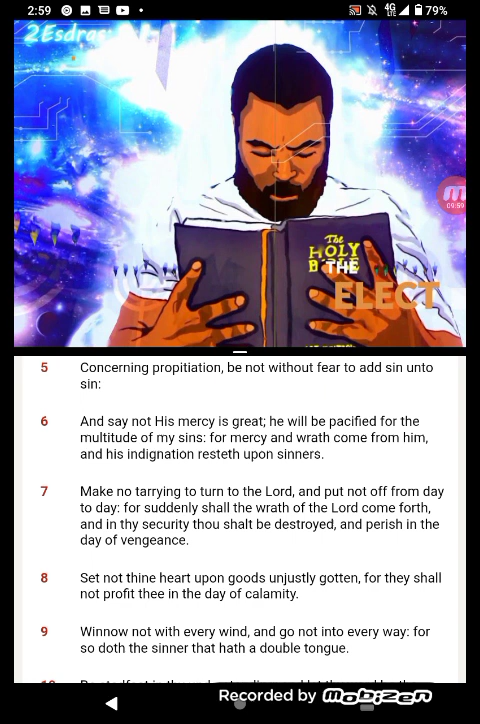 2:59
4G
LTE
79%
2Esdras
09:59
The
HOLY
THE
ELECT
5 Concerning propitiation, be not without fear to add sin unto
sin:
6 And say not His mercy is great; he will be pacified for the
multitude of my sins: for mercy and wrath come from him,
and his indignation resteth upon sinners.
7 Make no tarrying to turn to the Lord, and put not off from day
to day: for suddenly shall the wrath of the Lord come forth,
and in thy security thou shalt be destroyed, and perish in the
day of vengeance.
8 Set not thine heart upon goods unjustly gotten, for they shall
not profit thee in the day of calamity.
9 Winnow not with every wind, and go not into every way: for
so doth the sinner that hath a double tongue.
Recorded by Mobizen